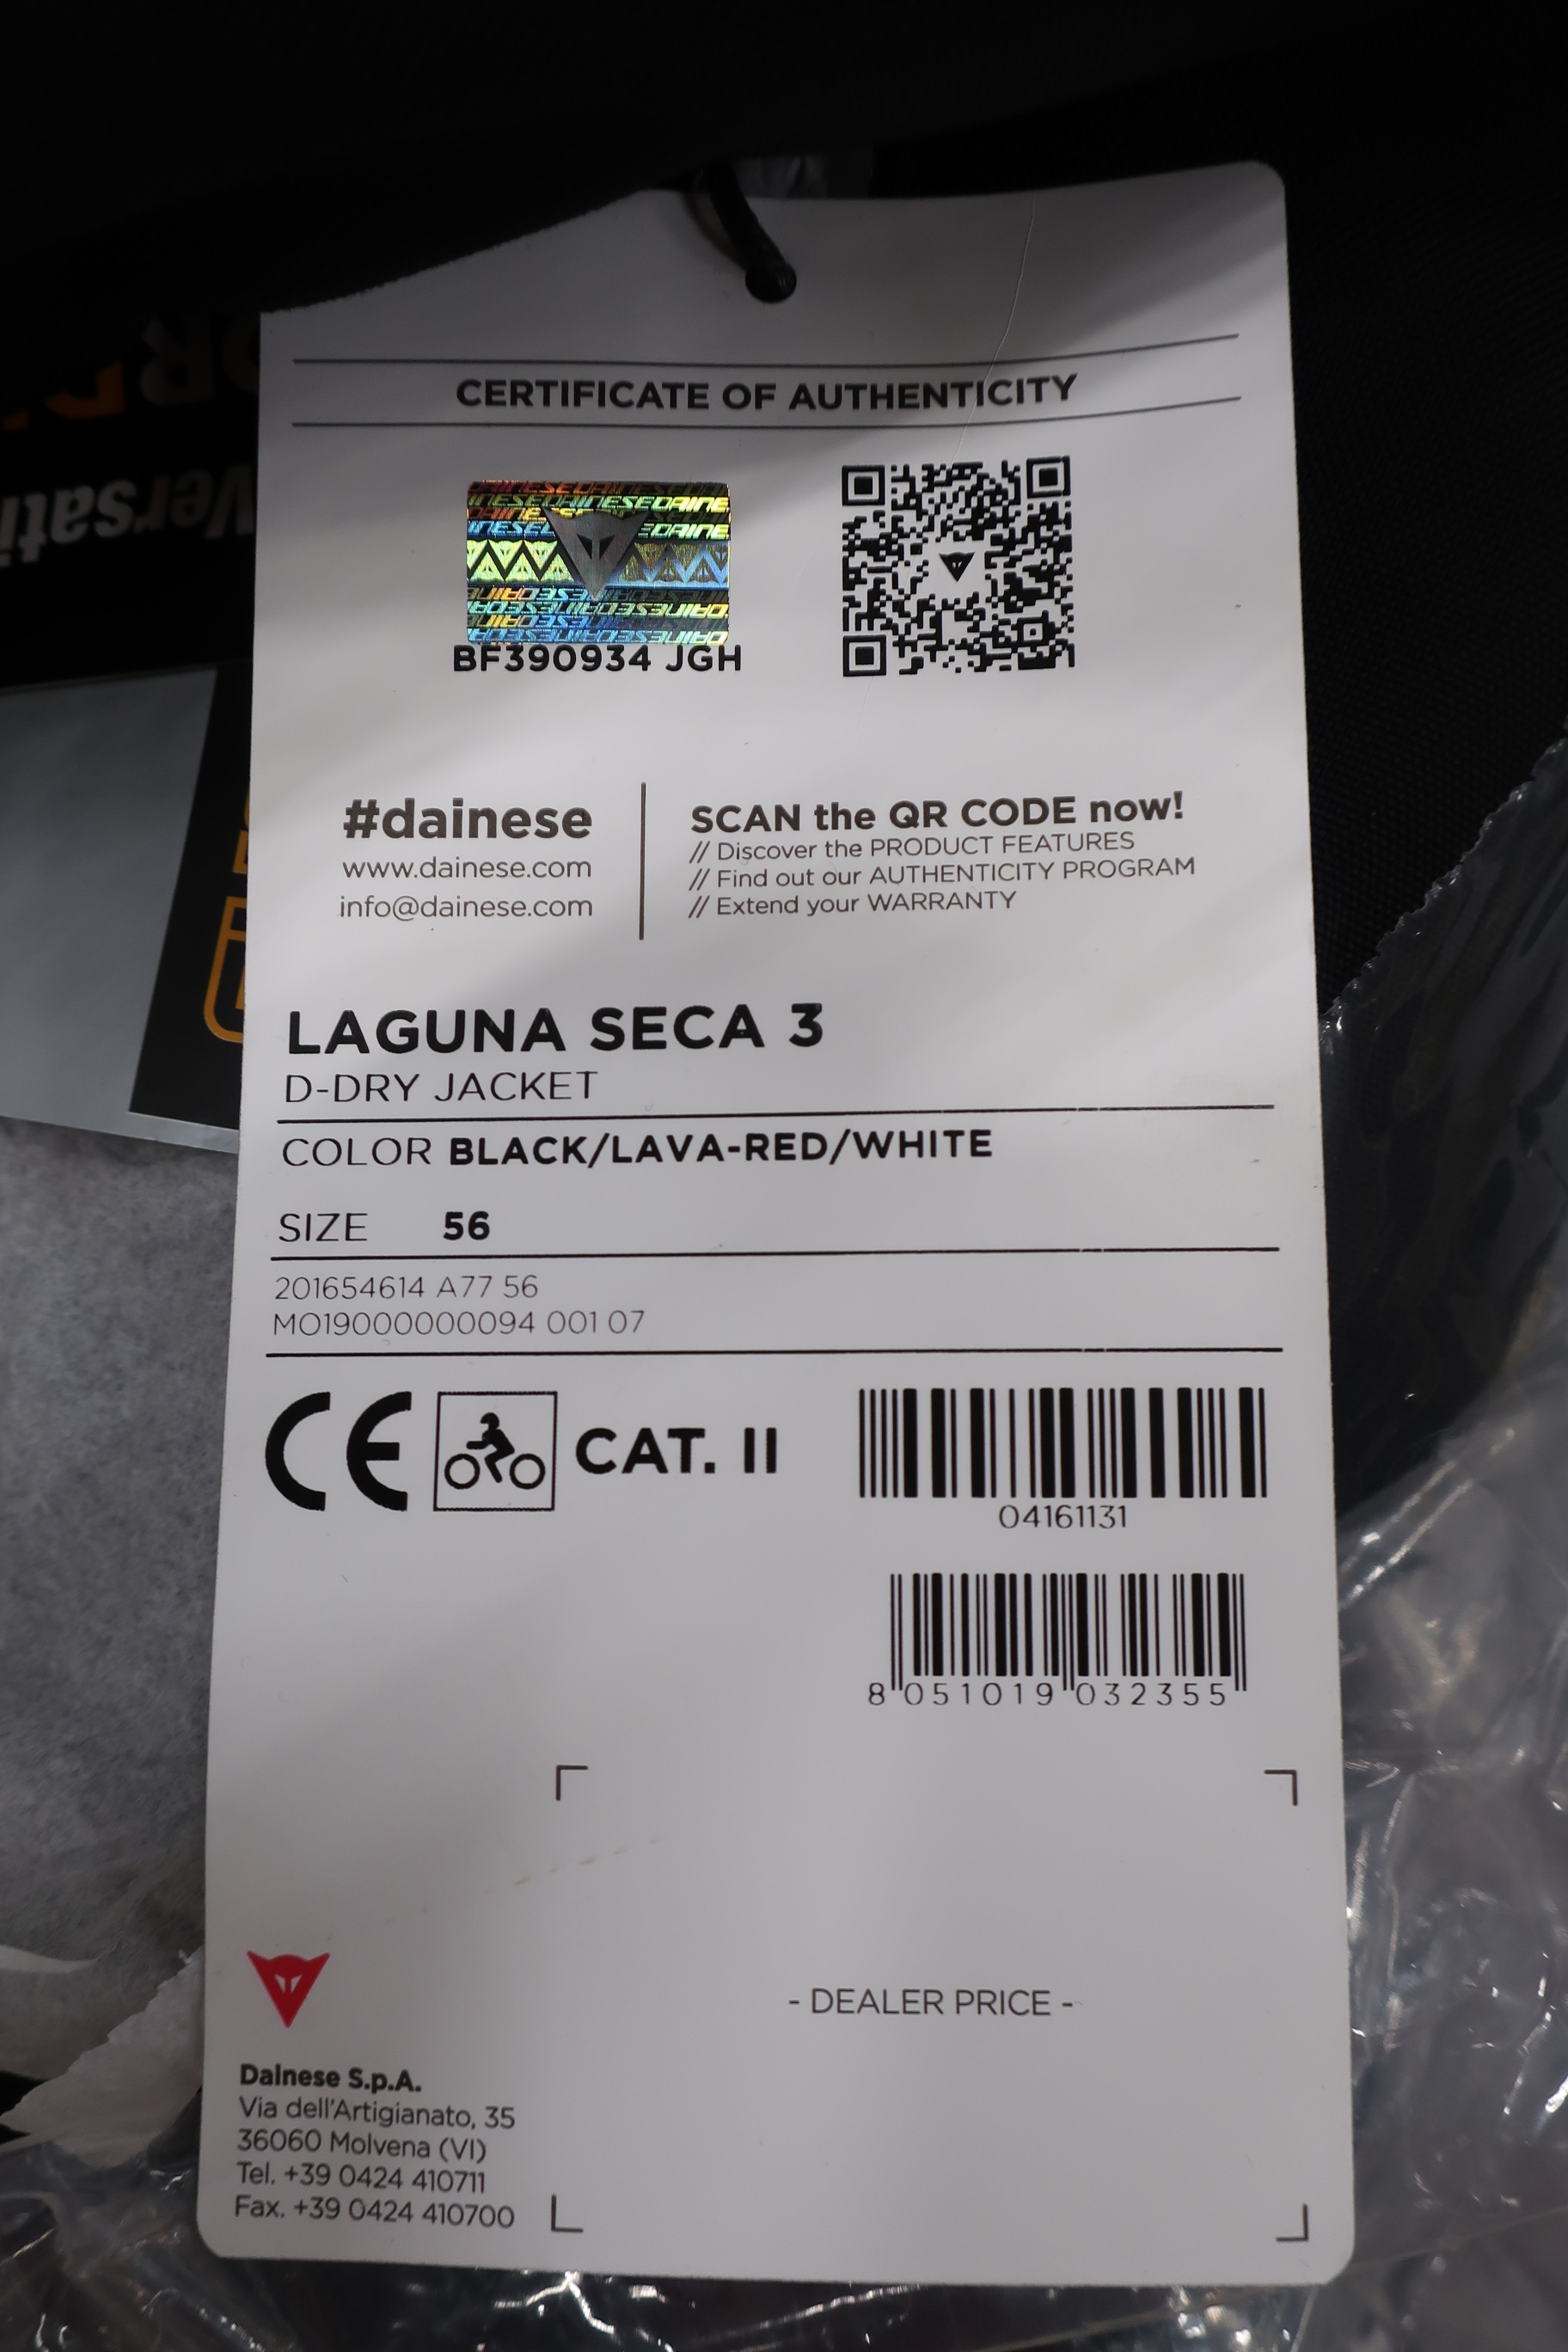 CERTIFICATE OF AUTHENTICITY
BF390934 JGH
#dainese
www.dainese.com
info@dainese.com
SCAN the QR CODE now!
// Discover the PRODUCT FEATURES
// Find out our AUTHENTICITY PROGRAM
// Extend your WARRANTY
LAGUNA SECA 3
D-DRY JACKET
COLOR BLACK/LAVA-RED/WHITE
SIZE 56
201654614 A77 56
MO19000000094 001 07
CE CAT. II
04161131
8 051019 032355
- DEALER PRICE -
Dainese S.p.A.
Via dell'Artigianato, 35
36060 Molvena (VI)
Tel. +39 0424 410711
Fax. +39 0424 410700